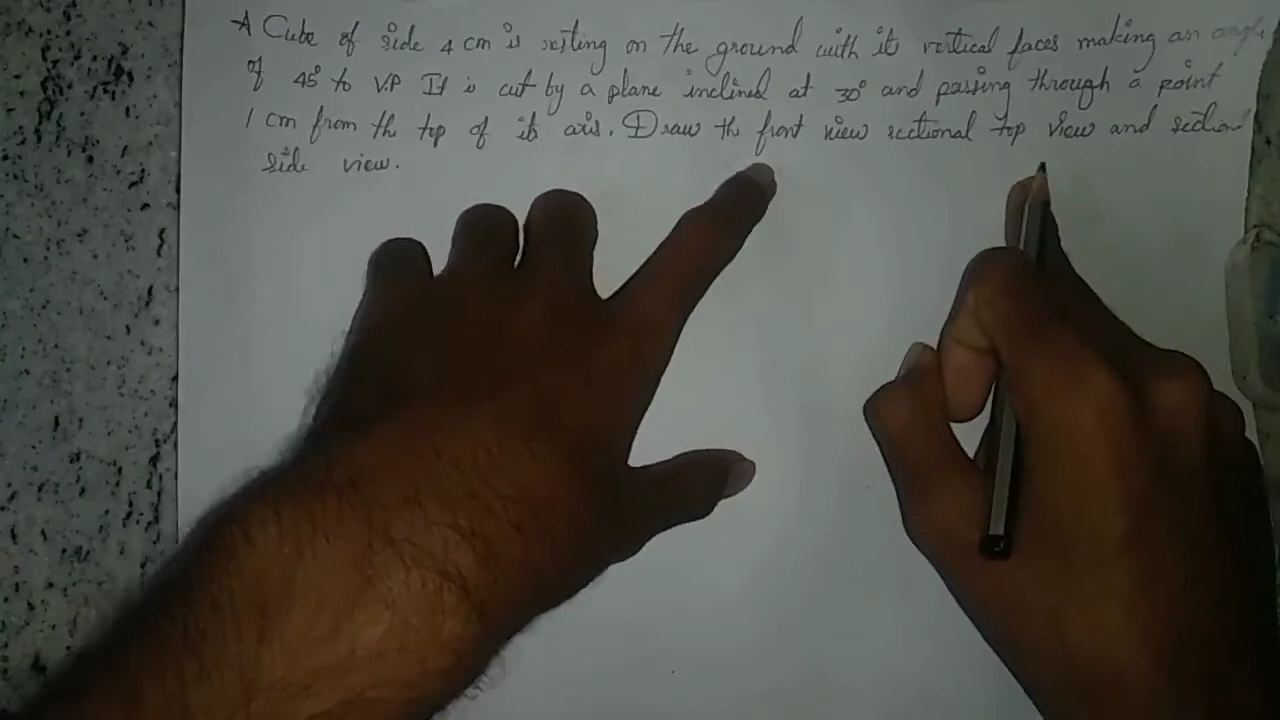 A Cube of side 4 cm is resting on the ground with its vertical faces making an angle
of 45° to V.P It is cut by a plane inclined at 30° and passing through a point
1 cm from the top of its axis. Draw the front view sectional top view and section
side view.